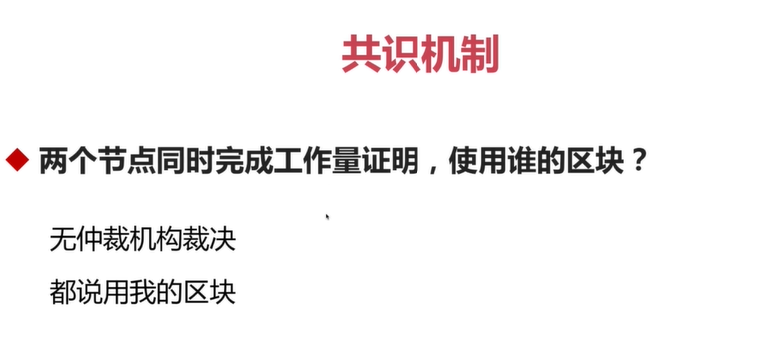 共识机制
两个节点同时完成工作量证明，使用谁的区块？
无仲裁机构裁决
都说用我的区块